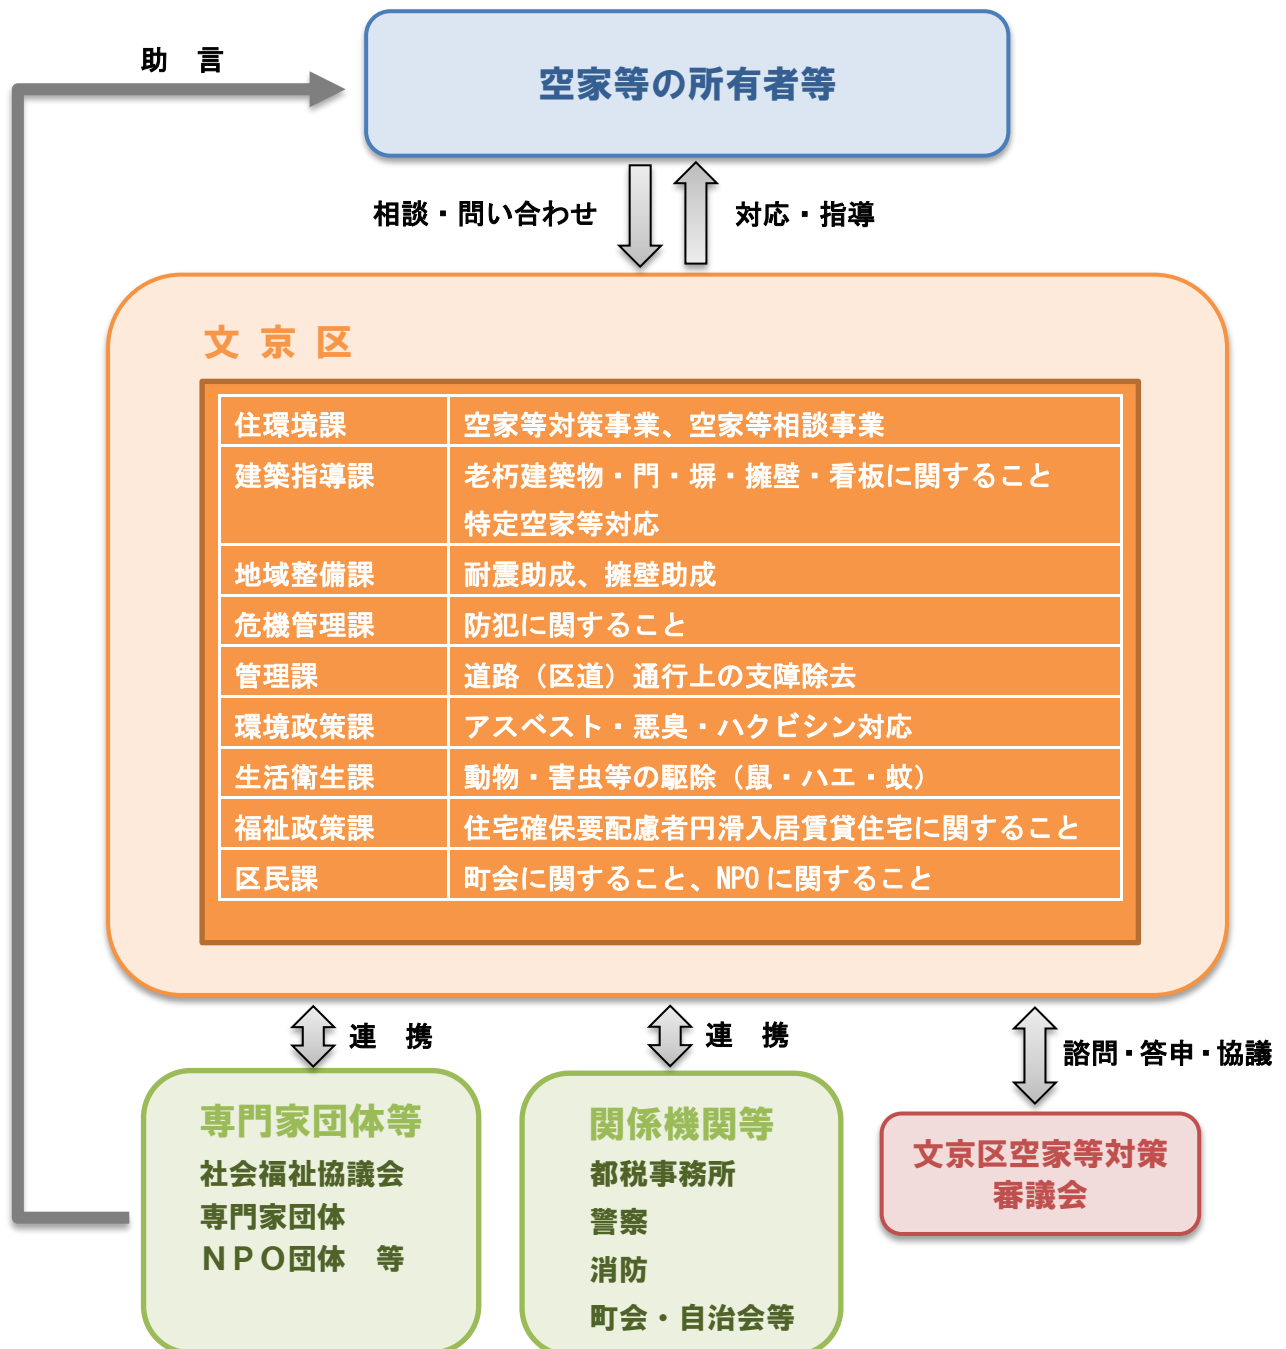 助　言
空家等の所有者等
相談・問い合わせ
対応・指導
文 京 区
住環境課 空家等対策事業、空家等相談事業
建築指導課 老朽建築物・門・塀・擁壁・看板に関すること
特定空家等対応
地域整備課 耐震助成、擁壁助成
危機管理課 防犯に関すること
管理課 道路（区道）通行上の支障除去
環境政策課 アスベスト・悪臭・ハクビシン対応
生活衛生課 動物・害虫等の駆除（鼠・ハエ・蚊）
福祉政策課 住宅確保要配慮者円滑入居賃貸住宅に関すること
区民課 町会に関すること、NPOに関すること
連　携
連　携
諮問・答申・協議
専門家団体等
社会福祉協議会
専門家団体
ＮＰＯ団体　等
関係機関等
都税事務所
警察
消防
町会・自治会等
文京区空家等対策
審議会